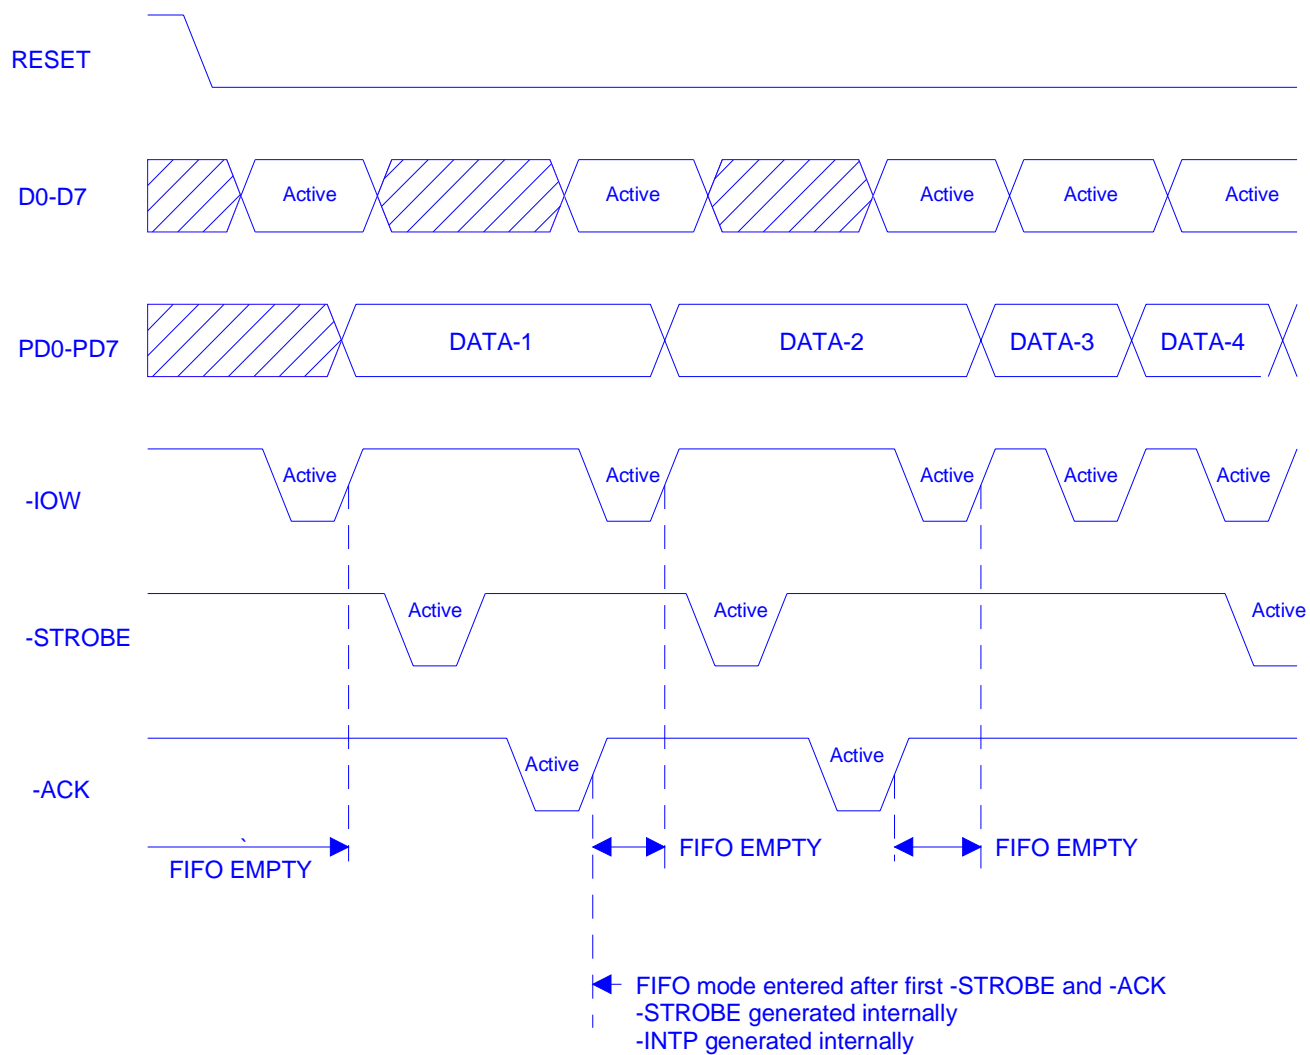 RESET
D0-D7
Active
Active
Active
Active
Active
PD0-PD7
DATA-1
DATA-2
DATA-3
DATA-4
-IOW
Active
Active
Active
Active
Active
-STROBE
Active
Active
Active
-ACK
Active
Active
`
FIFO EMPTY
FIFO EMPTY
FIFO EMPTY
FIFO mode entered after first -STROBE and -ACK
-STROBE generated internally
-INTP generated internally